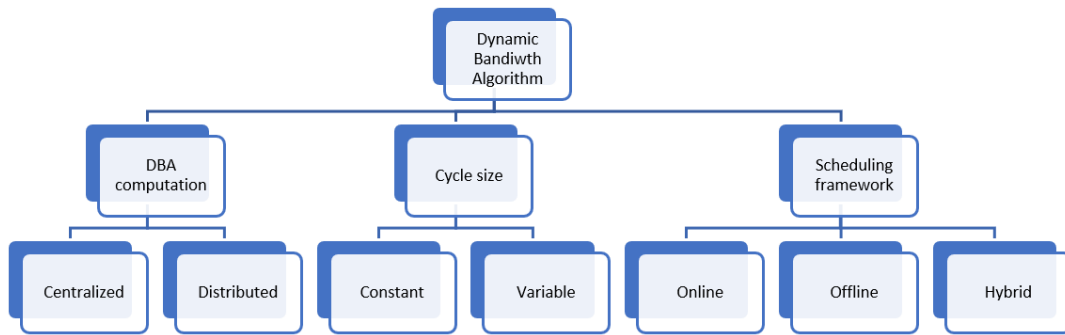 Dynamic
Bandiwth
Algorithm
DBA
computation
Cycle size
Scheduling
framework
Centralized
Distributed
Constant
Variable
Online
Offline
Hybrid